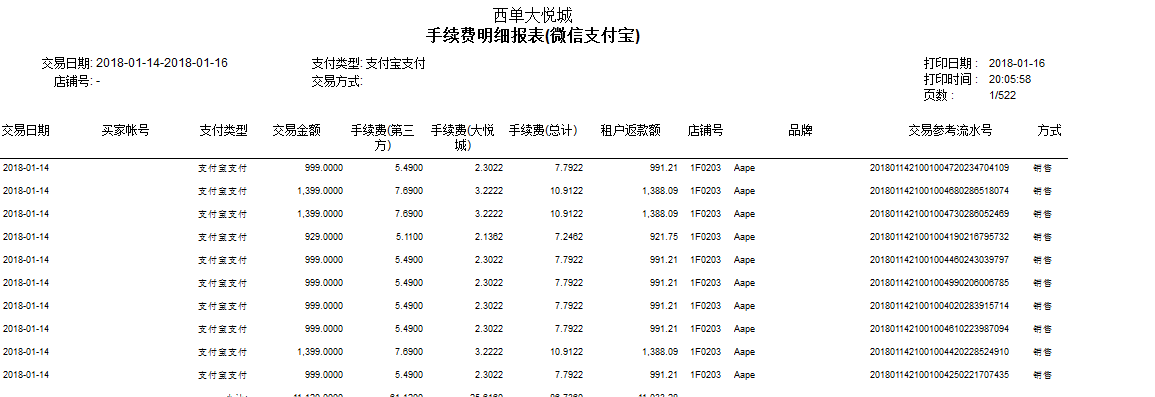 西单大悦城
手续费明细报表(微信支付宝)
交易日期: 2018-01-14-2018-01-16 支付类型: 支付宝支付 打印日期： 2018-01-16
店铺号: - 交易方式: 打印时间： 20:05:58
页数： 1/522
交易日期 买家帐号 支付类型 交易金额 手续费(第三方) 手续费(大悦城) 手续费(总计) 租户返款额 店铺号 品牌 交易参考流水号 方式
2018-01-14 支付宝支付 999.0000 5.4900 2.3022 7.7922 991.21 1F0203 Aape 2018011421001004720234704109 销售
2018-01-14 支付宝支付 1,399.0000 7.6900 3.2222 10.9122 1,388.09 1F0203 Aape 2018011421001004680286518074 销售
2018-01-14 支付宝支付 1,399.0000 7.6900 3.2222 10.9122 1,388.09 1F0203 Aape 2018011421001004730286052469 销售
2018-01-14 支付宝支付 929.0000 5.1100 2.1362 7.2462 921.75 1F0203 Aape 2018011421001004190216795732 销售
2018-01-14 支付宝支付 999.0000 5.4900 2.3022 7.7922 991.21 1F0203 Aape 2018011421001004460243039797 销售
2018-01-14 支付宝支付 999.0000 5.4900 2.3022 7.7922 991.21 1F0203 Aape 2018011421001004990206006785 销售
2018-01-14 支付宝支付 999.0000 5.4900 2.3022 7.7922 991.21 1F0203 Aape 2018011421001004020283915714 销售
2018-01-14 支付宝支付 999.0000 5.4900 2.3022 7.7922 991.21 1F0203 Aape 2018011421001004610223987094 销售
2018-01-14 支付宝支付 1,399.0000 7.6900 3.2222 10.9122 1,388.09 1F0203 Aape 2018011421001004420228524910 销售
2018-01-14 支付宝支付 999.0000 5.4900 2.3022 7.7922 991.21 1F0203 Aape 2018011421001004250221707435 销售